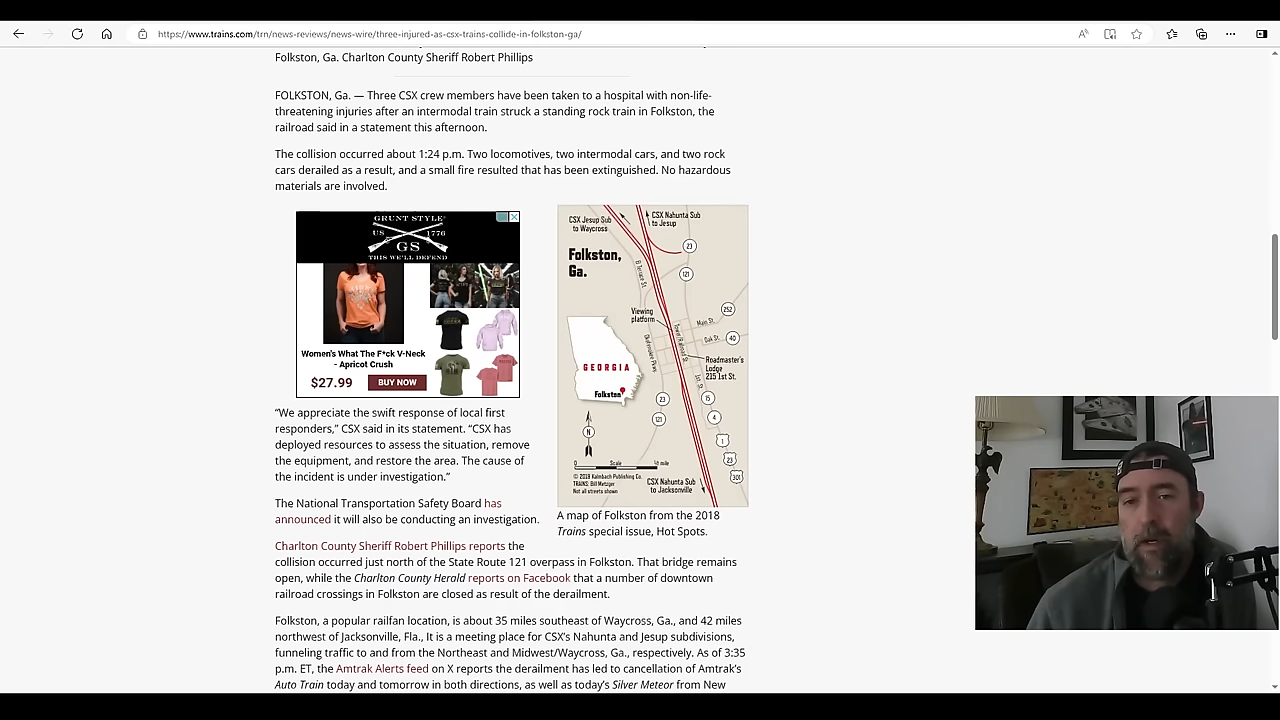 https://www.trains.com/trn/news-reviews/news-wire/three-injured-as-csx-trains-collide-in-folkston-ga/
Folkston, Ga. Charlton County Sheriff Robert Phillips
FOLKSTON, Ga. — Three CSX crew members have been taken to a hospital with non-life-
threatening injuries after an intermodal train struck a standing rock train in Folkston, the
railroad said in a statement this afternoon.
The collision occurred about 1:24 p.m. Two locomotives, two intermodal cars, and two rock
cars derailed as a result, and a small fire resulted that has been extinguished. No hazardous
materials are involved.
GRUNT STYLE
US 1776
GS
THIS WE'LL DEFEND
Women's What The F*ck V-Neck
- Apricot Crush
$27.99
BUY NOW
CSX Jesup Sub
to Waycross
CSX Nahunta Sub
to Jesup
Folkston,
Ga.
23
121
252
Viewing
platform
Main St.
Oak St.
40
Roadmaster's
Lodge
215 1st St.
1st St.
GEORGIA
Folkston
23
121
15
4
1
23
301
N
0 Scale ½ mile
© 2018 Kalmbach Publishing Co.
TRAINS: Bill Metzger
Not all streets shown
CSX Nahunta Sub
to Jacksonville
A map of Folkston from the 2018
Trains special issue, Hot Spots.
“We appreciate the swift response of local first
responders,” CSX said in its statement. “CSX has
deployed resources to assess the situation, remove
the equipment, and restore the area. The cause of
the incident is under investigation.”
The National Transportation Safety Board has
announced it will also be conducting an investigation.
Charlton County Sheriff Robert Phillips reports the
collision occurred just north of the State Route 121 overpass in Folkston. That bridge remains
open, while the Charlton County Herald reports on Facebook that a number of downtown
railroad crossings in Folkston are closed as result of the derailment.
Folkston, a popular railfan location, is about 35 miles southeast of Waycross, Ga., and 42 miles
northwest of Jacksonville, Fla., It is a meeting place for CSX’s Nahunta and Jesup subdivisions,
funneling traffic to and from the Northeast and Midwest/Waycross, Ga., respectively. As of 3:35
p.m. ET, the Amtrak Alerts feed on X reports the derailment has led to cancellation of Amtrak’s
Auto Train today and tomorrow in both directions, as well as today’s Silver Meteor from New